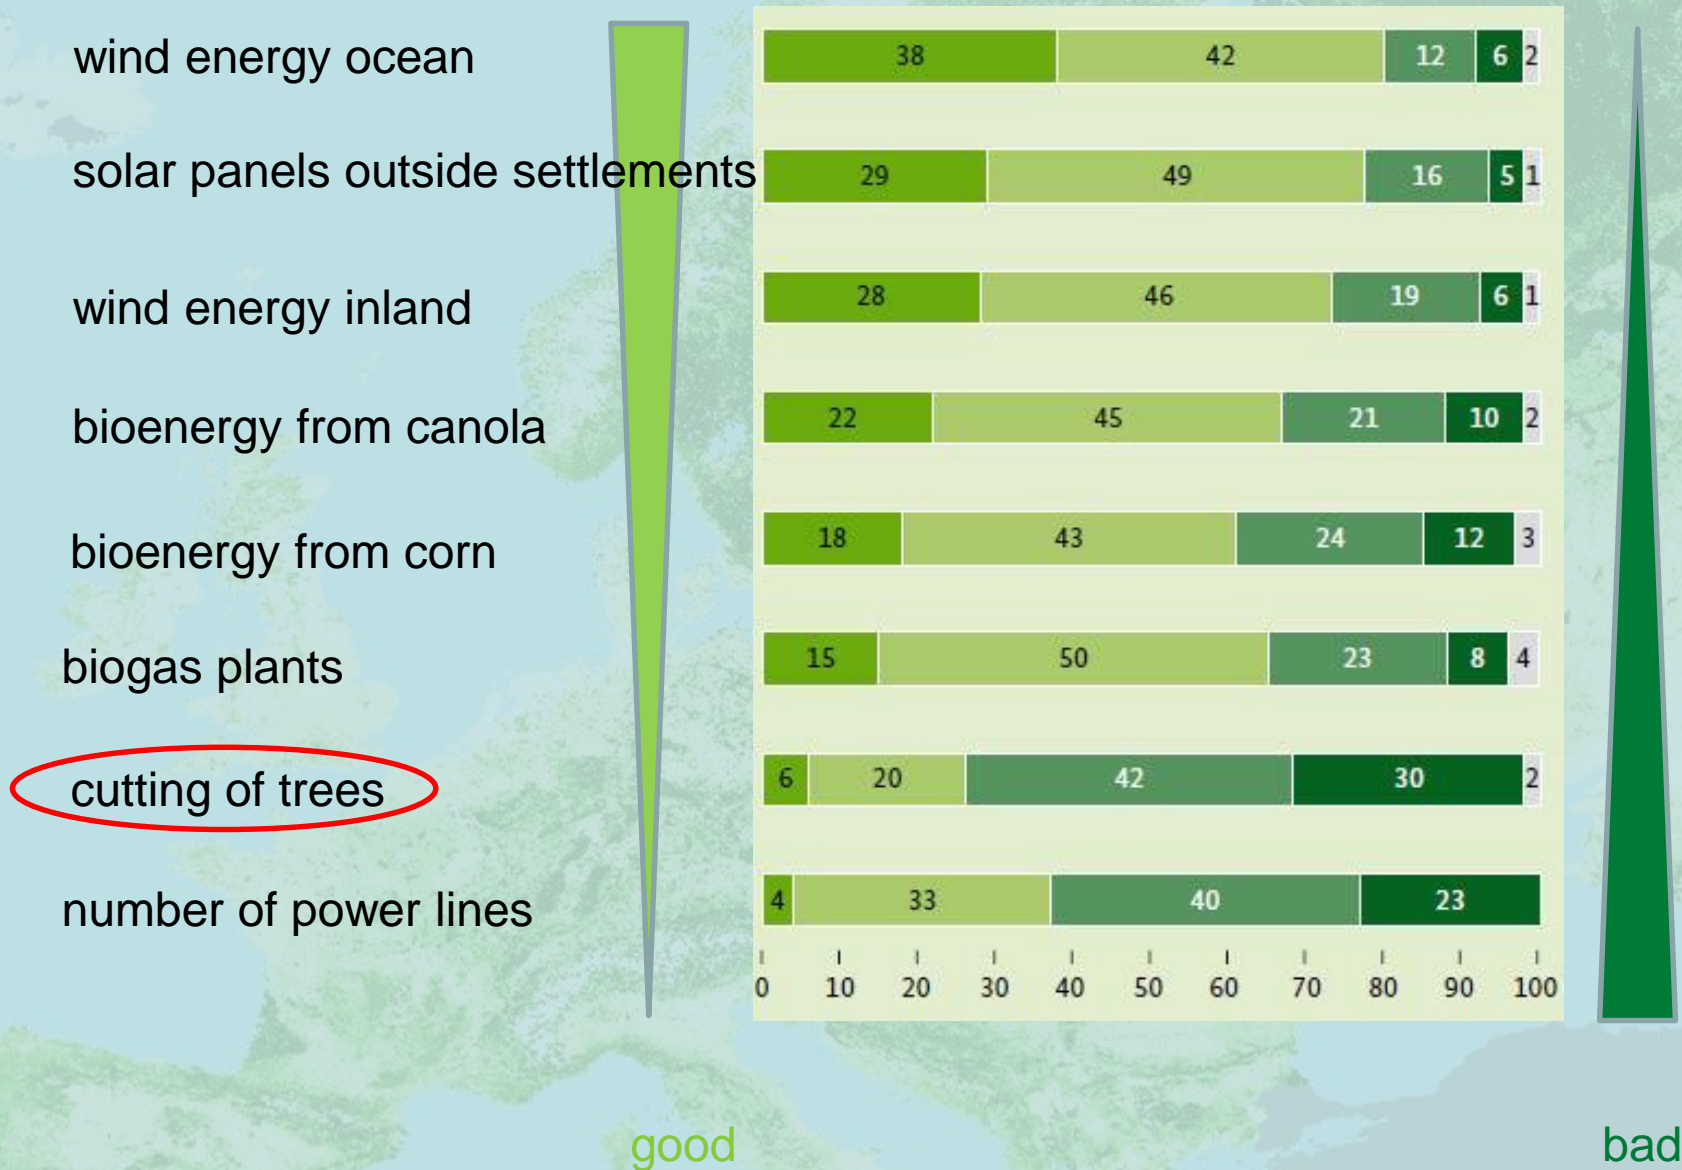 wind energy ocean 38 42 12 6 2
solar panels outside settlements 29 49 16 5 1
wind energy inland 28 46 19 6 1
bioenergy from canola 22 45 21 10 2
bioenergy from corn 18 43 24 12 3
biogas plants 15 50 23 8 4
cutting of trees 6 20 42 30 2
number of power lines 4 33 40 23
0 10 20 30 40 50 60 70 80 90 100
good bad